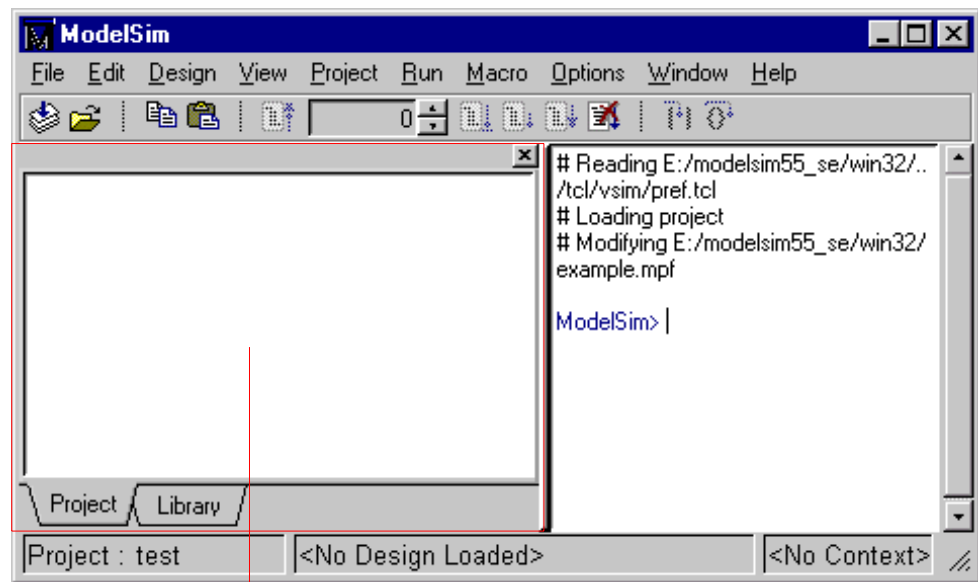 ModelSim
File Edit Design View Project Run Macro Options Window Help
0
# Reading E:/modelsim55_se/win32/..
/tcl/vsim/pref.tcl
# Loading project
# Modifying E:/modelsim55_se/win32/
example.mpf
ModelSim>
Project Library
Project : test <No Design Loaded> <No Context>